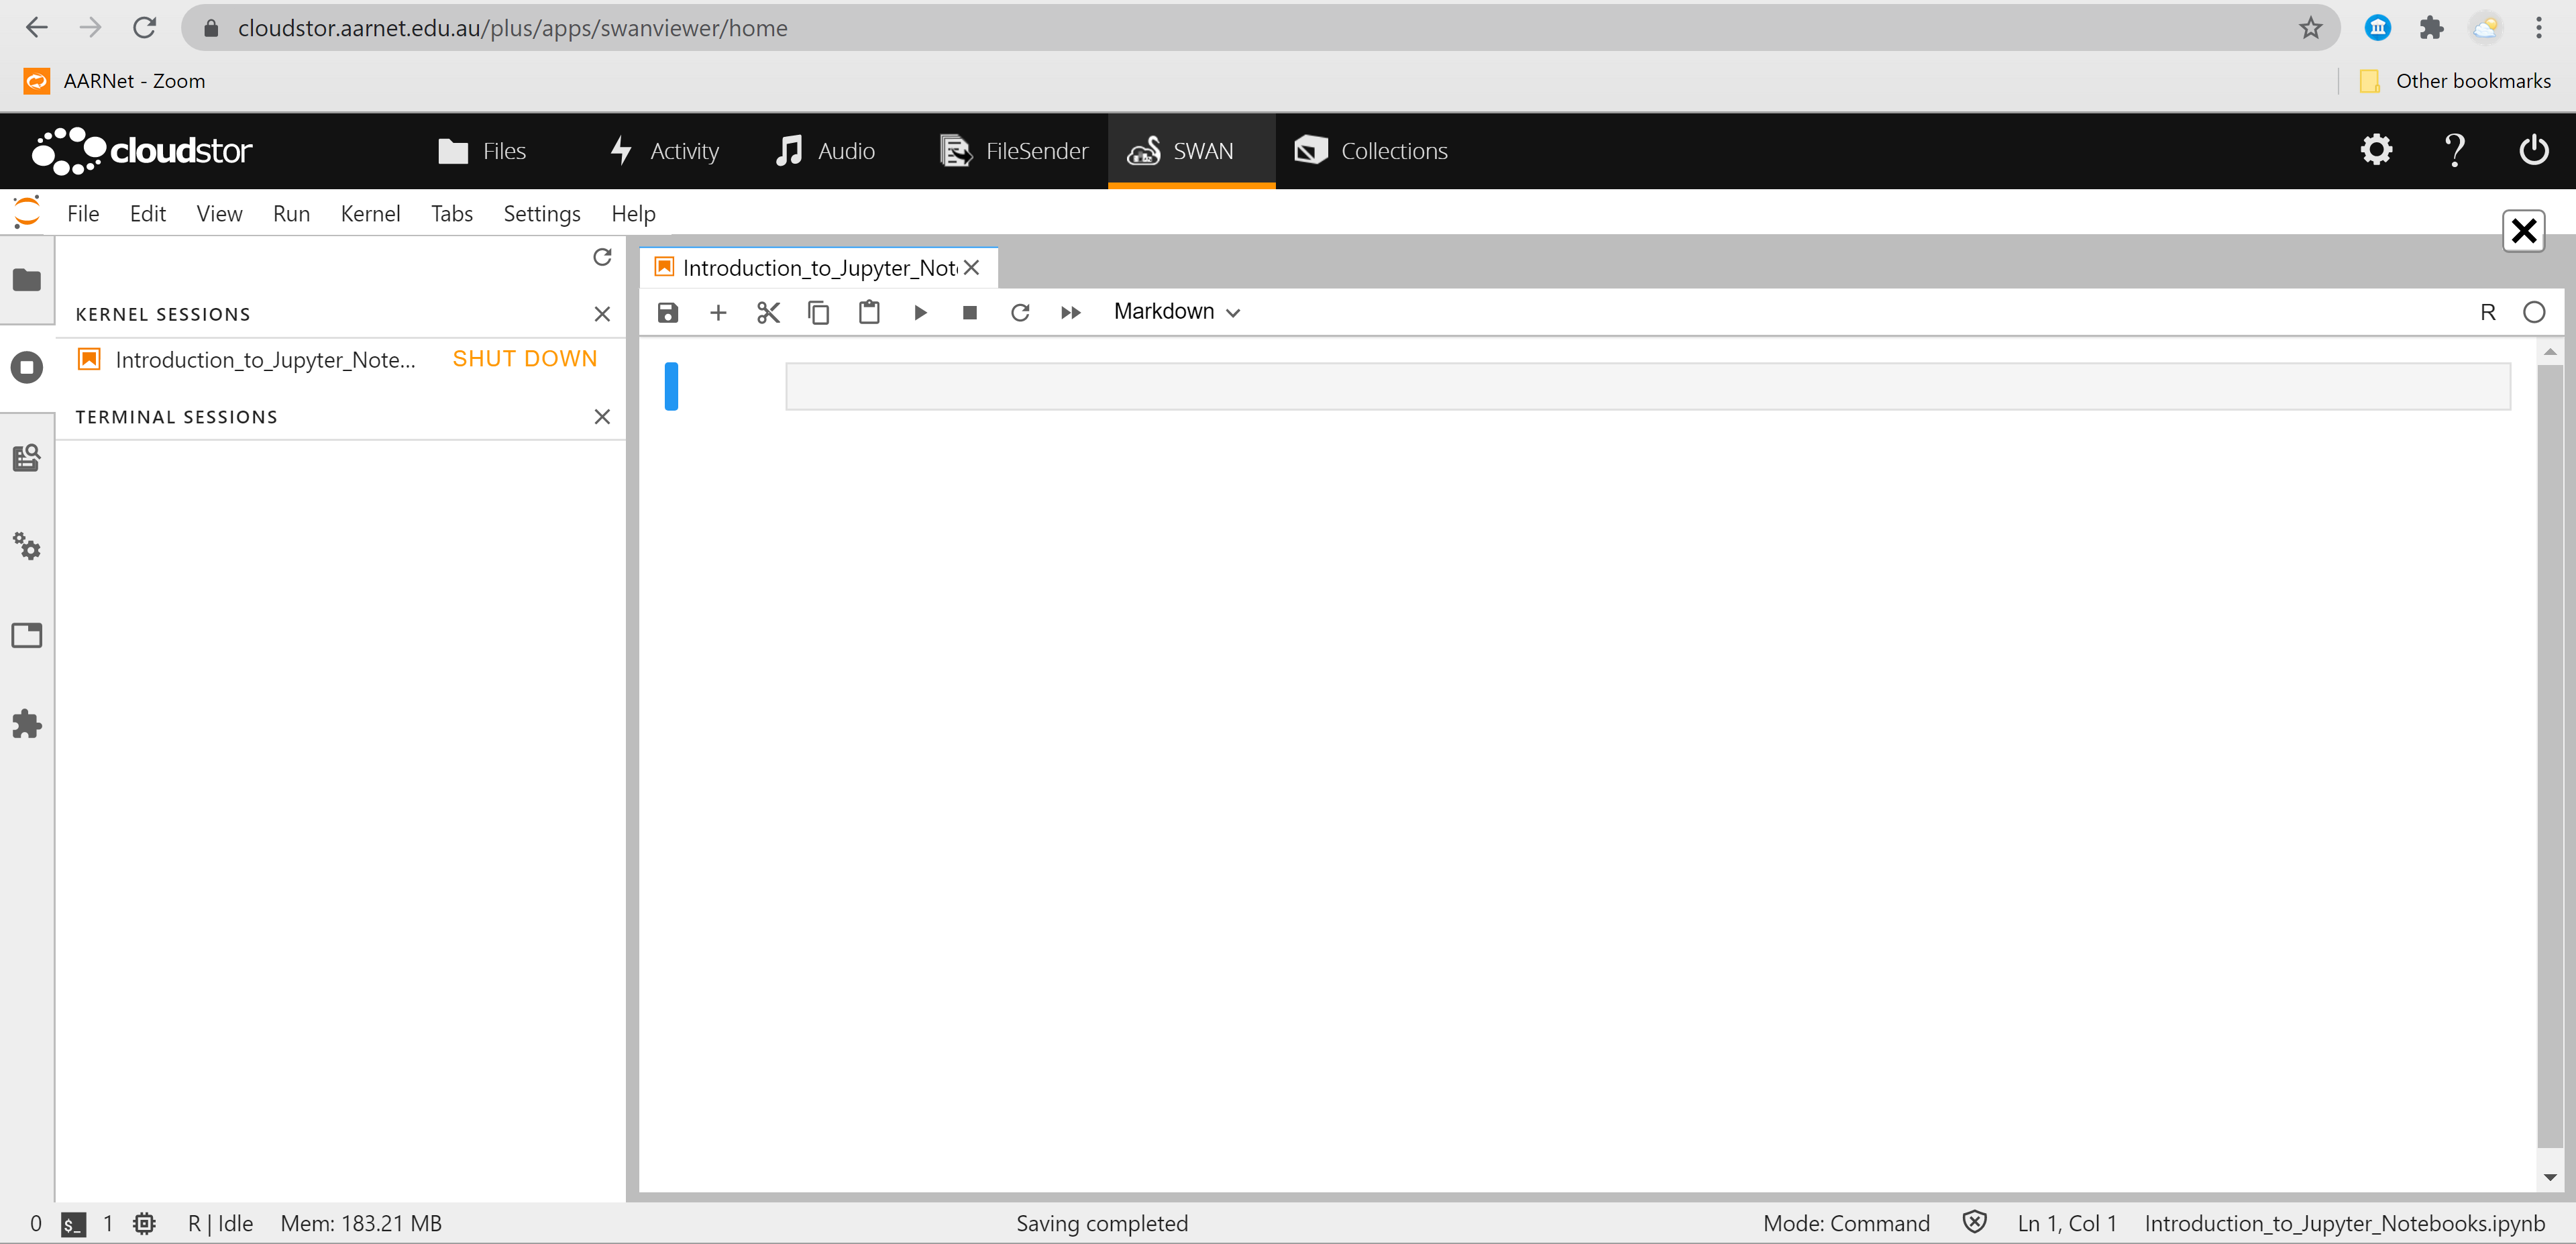 cloudstor.aarnet.edu.au/plus/apps/swanviewer/home
AARNet - Zoom
Other bookmarks
cloudstor
Files
Activity
Audio
FileSender
SWAN
Collections
?
File Edit View Run Kernel Tabs Settings Help
Introduction_to_Jupyter_Not
KERNEL SESSIONS
Markdown
R
Introduction_to_Jupyter_Note...
SHUT DOWN
TERMINAL SESSIONS
0 $_ 1 R | Idle Mem: 183.21 MB Saving completed Mode: Command Ln 1, Col 1 Introduction_to_Jupyter_Notebooks.ipynb